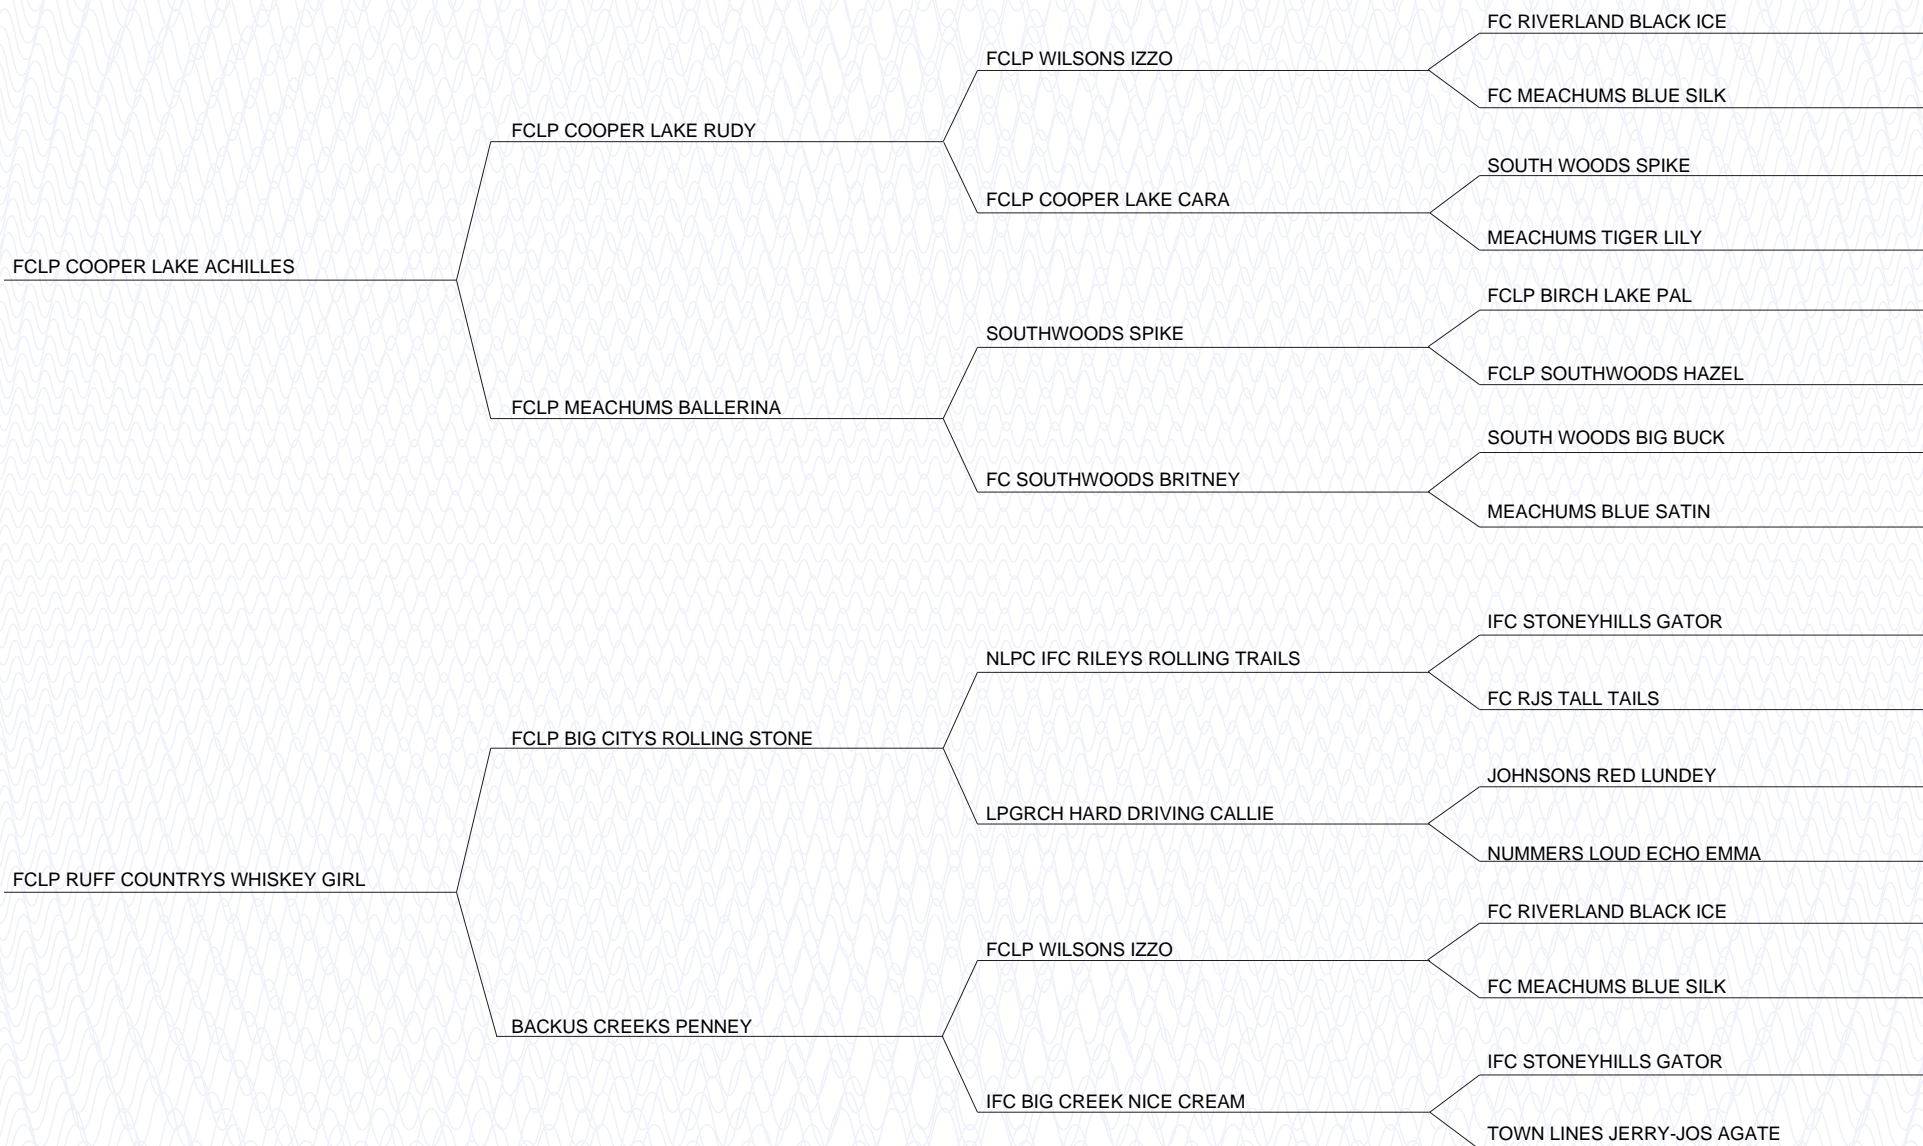 FC RIVERLAND BLACK ICE
FCLP WILSONS IZZO
FC MEACHUMS BLUE SILK
FCLP COOPER LAKE RUDY
SOUTH WOODS SPIKE
FCLP COOPER LAKE CARA
MEACHUMS TIGER LILY
FCLP COOPER LAKE ACHILLES
FCLP BIRCH LAKE PAL
SOUTHWOODS SPIKE
FCLP SOUTHWOODS HAZEL
FCLP MEACHUMS BALLERINA
SOUTH WOODS BIG BUCK
FC SOUTHWOODS BRITNEY
MEACHUMS BLUE SATIN
IFC STONEYHILLS GATOR
NLPC IFC RILEYS ROLLING TRAILS
FC RJS TALL TAILS
FCLP BIG CITYS ROLLING STONE
JOHNSONS RED LUNDEY
LPGRCH HARD DRIVING CALLIE
NUMMERS LOUD ECHO EMMA
FCLP RUFF COUNTRYS WHISKEY GIRL
FC RIVERLAND BLACK ICE
FCLP WILSONS IZZO
FC MEACHUMS BLUE SILK
BACKUS CREEKS PENNEY
IFC STONEYHILLS GATOR
IFC BIG CREEK NICE CREAM
TOWN LINES JERRY-JOS AGATE